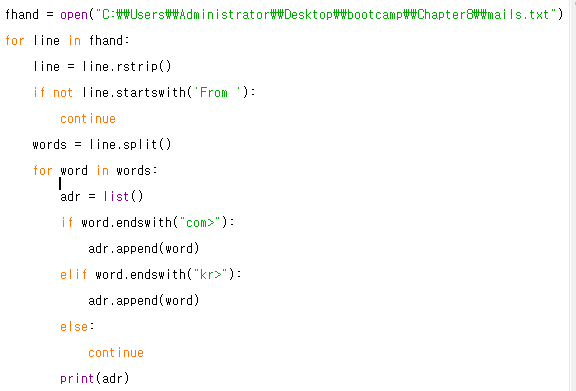 fhand = open("C:₩₩Users₩₩Administrator₩₩Desktop₩₩bootcamp₩₩Chapter8₩₩mails.txt")
for line in fhand:
    line = line.rstrip()
    if not line.startswith('From '):
        continue
    words = line.split()
    for word in words:
        adr = list()
        if word.endswith("com>"):
            adr.append(word)
        elif word.endswith("kr>"):
            adr.append(word)
        else:
            continue
        print(adr)